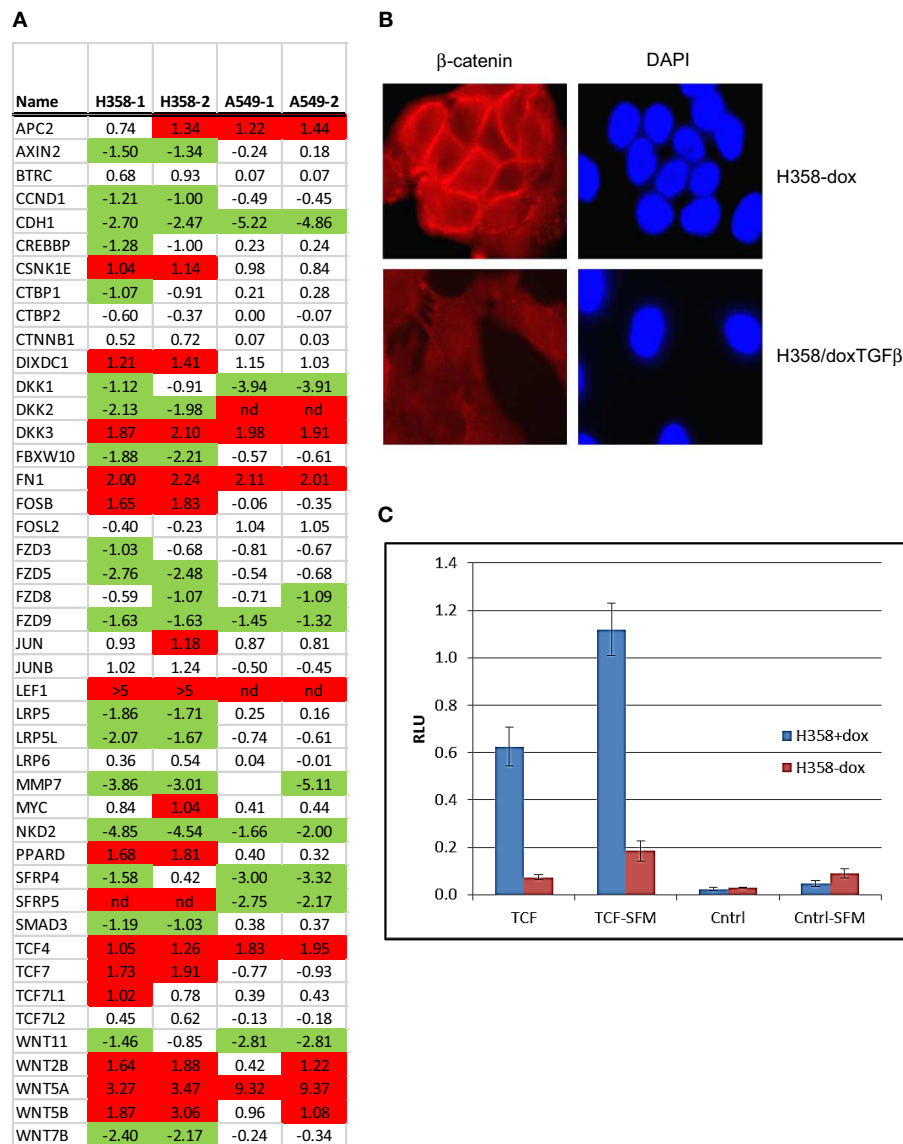 A
Name H358-1 H358-2 A549-1 A549-2
APC2 0.74 1.34 1.22 1.44
AXIN2 -1.50 -1.34 -0.24 0.18
BTRC 0.68 0.93 0.07 0.07
CCND1 -1.21 -1.00 -0.49 -0.45
CDH1 -2.70 -2.47 -5.22 -4.86
CREBBP -1.28 -1.00 0.23 0.24
CSNK1E 1.04 1.14 0.98 0.84
CTBP1 -1.07 -0.91 0.21 0.28
CTBP2 -0.60 -0.37 0.00 -0.07
CTNNB1 0.52 0.72 0.07 0.03
DIXDC1 1.21 1.41 1.15 1.03
DKK1 -1.12 -0.91 -3.94 -3.91
DKK2 -2.13 -1.98 nd nd
DKK3 1.87 2.10 1.98 1.91
FBXW10 -1.88 -2.21 -0.57 -0.61
FN1 2.00 2.24 2.11 2.01
FOSB 1.65 1.83 -0.06 -0.35
FOSL2 -0.40 -0.23 1.04 1.05
FZD3 -1.03 -0.68 -0.81 -0.67
FZD5 -2.76 -2.48 -0.54 -0.68
FZD8 -0.59 -1.07 -0.71 -1.09
FZD9 -1.63 -1.63 -1.45 -1.32
JUN 0.93 1.18 0.87 0.81
JUNB 1.02 1.24 -0.50 -0.45
LEF1 >5 >5 nd nd
LRP5 -1.86 -1.71 0.25 0.16
LRP5L -2.07 -1.67 -0.74 -0.61
LRP6 0.36 0.54 0.04 -0.01
MMP7 -3.86 -3.01 -5.11
MYC 0.84 1.04 0.41 0.44
NKD2 -4.85 -4.54 -1.66 -2.00
PPARD 1.68 1.81 0.40 0.32
SFRP4 -1.58 0.42 -3.00 -3.32
SFRP5 nd nd -2.75 -2.17
SMAD3 -1.19 -1.03 0.38 0.37
TCF4 1.05 1.26 1.83 1.95
TCF7 1.73 1.91 -0.77 -0.93
TCF7L1 1.02 0.78 0.39 0.43
TCF7L2 0.45 0.62 -0.13 -0.18
WNT11 -1.46 -0.85 -2.81 -2.81
WNT2B 1.64 1.88 0.42 1.22
WNT5A 3.27 3.47 9.32 9.37
WNT5B 1.87 3.06 0.96 1.08
WNT7B -2.40 -2.17 -0.24 -0.34
B
β-catenin DAPI
H358-dox
H358/doxTGFβ
C
1.4
1.2
1.0
0.8
0.6
0.4
0.2
0.0
RLU
H358+dox
H358-dox
TCF TCF-SFM Cntrl Cntrl-SFM